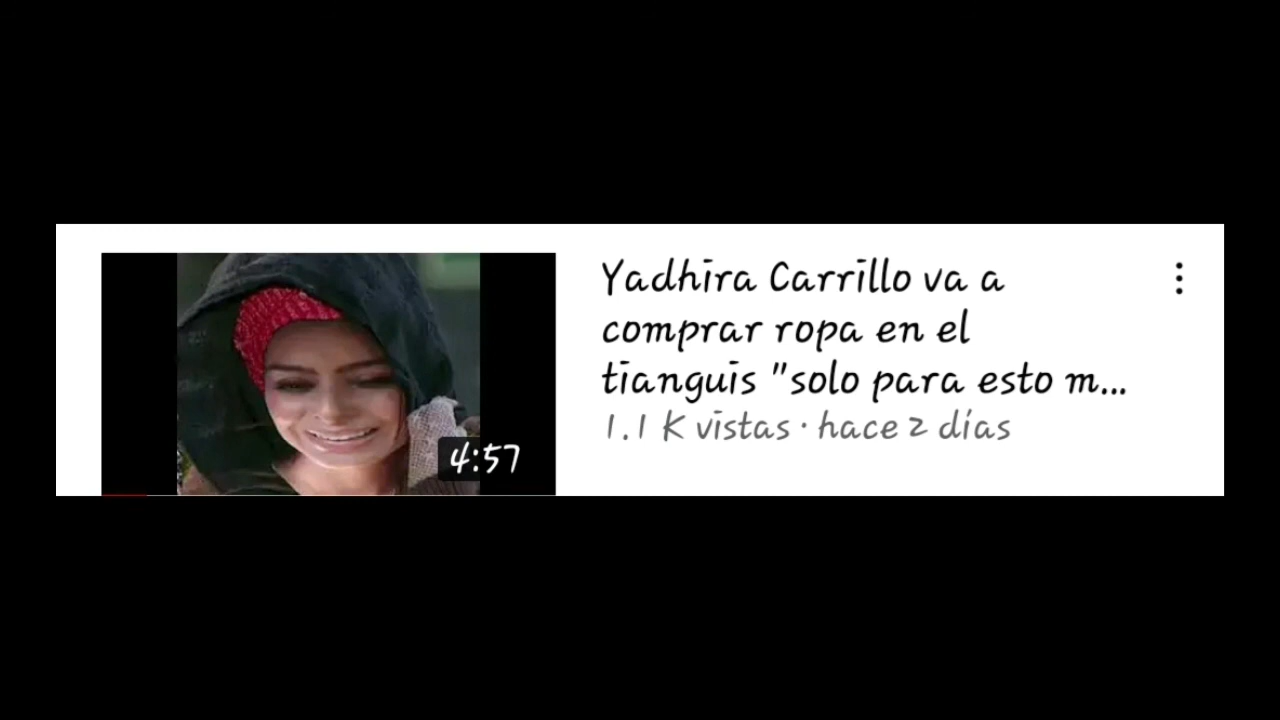 Yadhira Carrillo va a
comprar ropa en el
tianguis "solo para esto m...
1.1 K vistas · hace 2 días
4:57